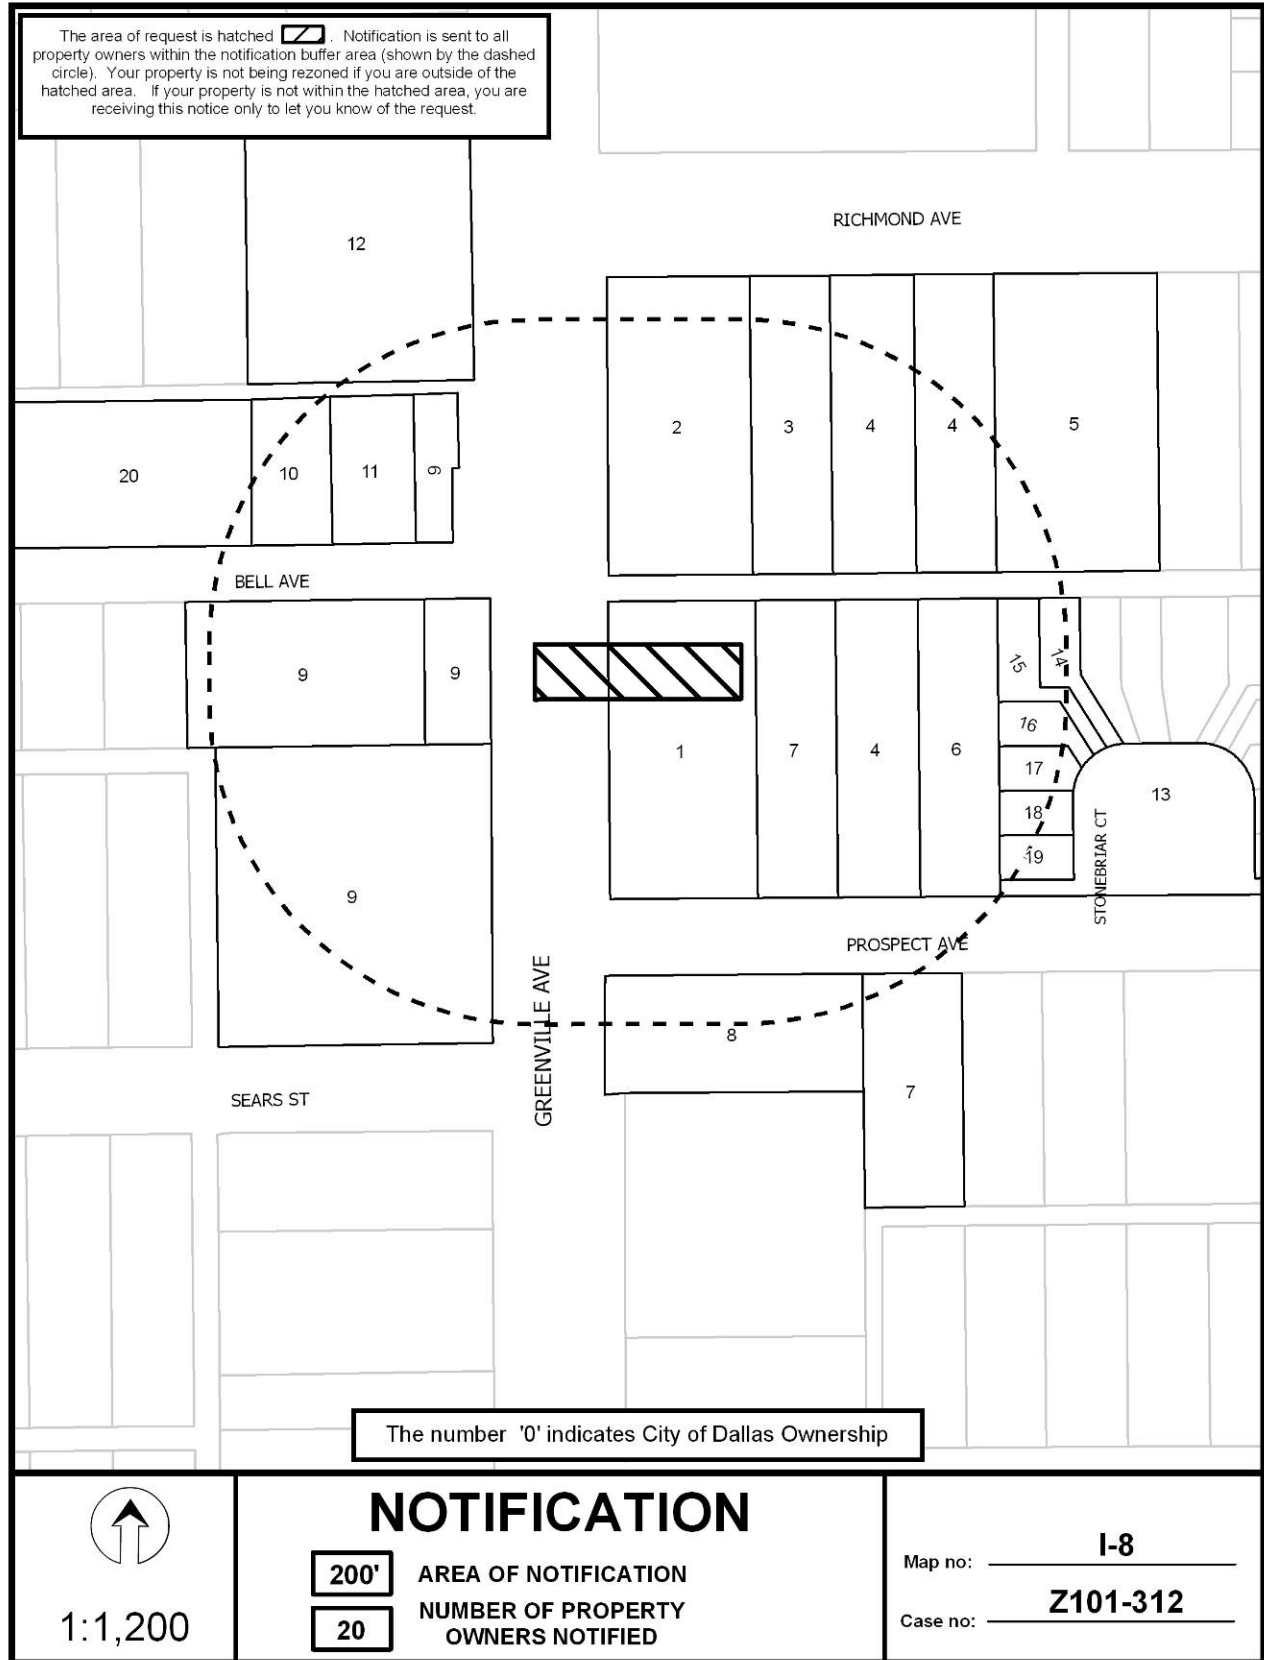 The area of request is hatched . Notification is sent to all
property owners within the notification buffer area (shown by the dashed
circle). Your property is not being rezoned if you are outside of the
hatched area. If your property is not within the hatched area, you are
receiving this notice only to let you know of the request.
RICHMOND AVE
12
2
3
4
4
5
20
10
11
9
BELL AVE
9
9
1
7
4
6
15
14
16
17
18
19
13
STONEBRIAR CT
9
PROSPECT AVE
GREENVILLE AVE
8
7
SEARS ST
The number '0' indicates City of Dallas Ownership
1:1,200
NOTIFICATION
200' AREA OF NOTIFICATION
20 NUMBER OF PROPERTY
OWNERS NOTIFIED
Map no: I-8
Case no: Z101-312